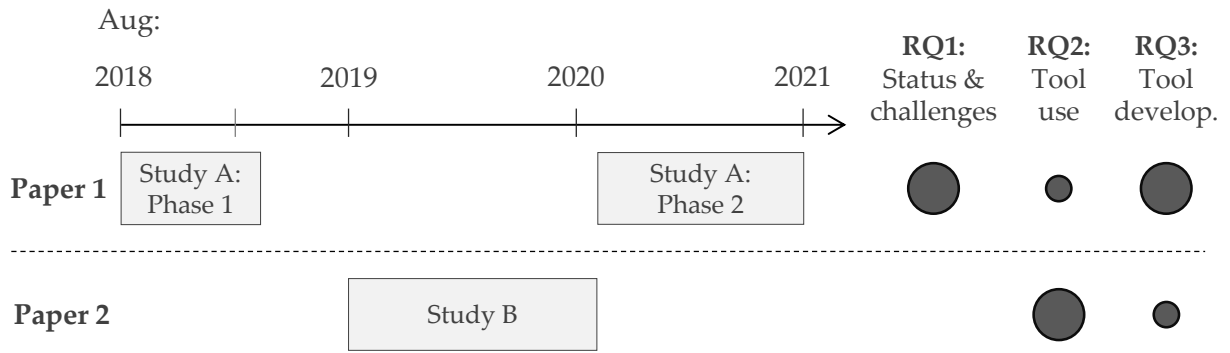 Aug:
2018 2019 2020 2021
RQ1: RQ2: RQ3:
Status & Tool Tool
challenges use develop.
Paper 1
Study A:
Phase 1
Study A:
Phase 2
Paper 2
Study B